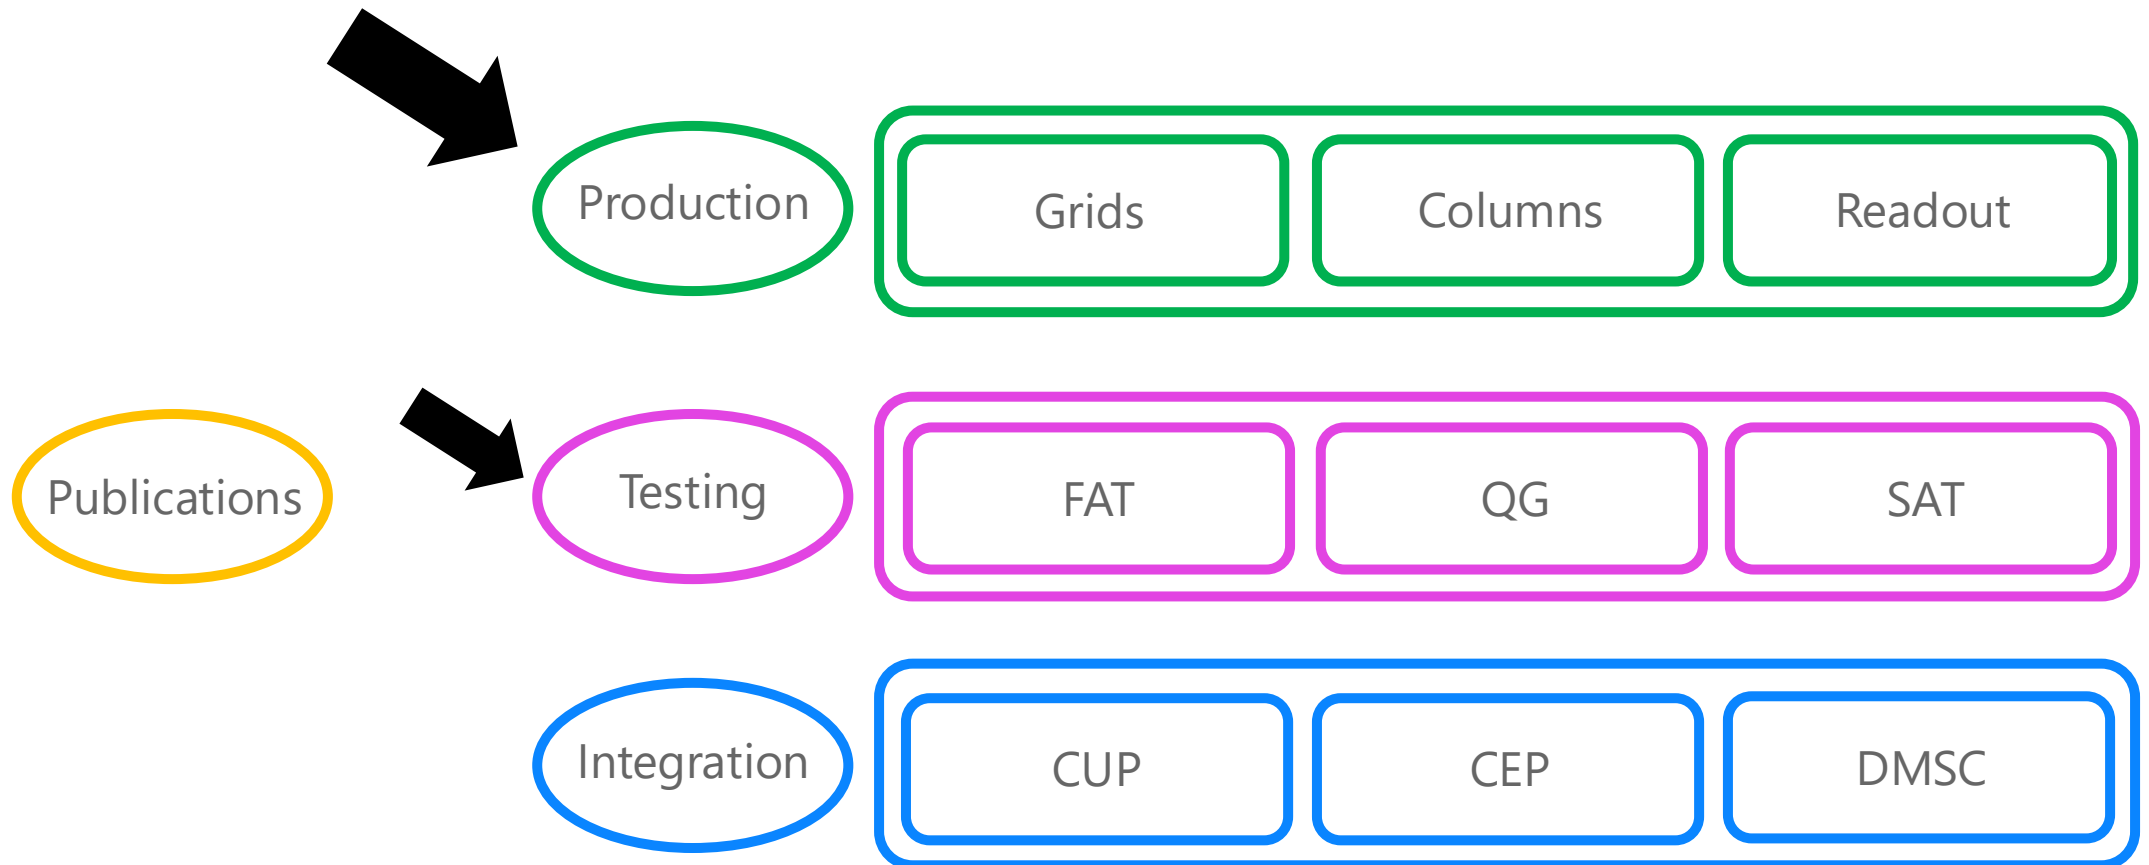 Production
Grids
Columns
Readout
Publications
Testing
FAT
QG
SAT
Integration
CUP
CEP
DMSC